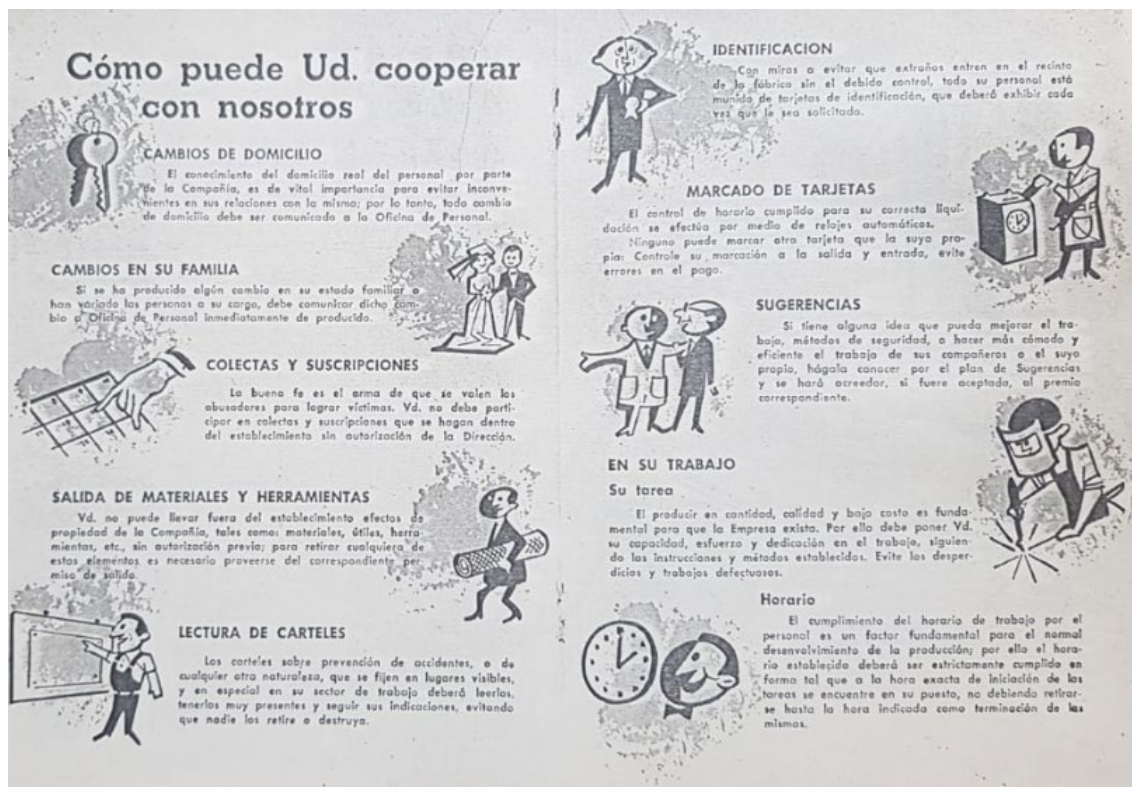 Cómo puede Ud. cooperar
con nosotros
CAMBIOS DE DOMICILIO
El conocimiento del domicilio real del personal por parte
de la Compañía, es de vital importancia para evitar inconve-
nientes en sus relaciones con la misma; por lo tanto, todo cambio
de domicilio debe ser comunicado a la Oficina de Personal.
CAMBIOS EN SU FAMILIA
Si se ha producido algún cambio en su estado familiar o
han variado las personas a su cargo, debe comunicar dicho cam-
bio a Oficina de Personal inmediatamente de producido.
COLECTAS Y SUSCRIPCIONES
La buena fe es el arma de que se valen los
abusadores para lograr víctimas. Vd. no debe parti-
cipar en colectas y suscripciones que se hagan dentro
del establecimiento sin autorización de la Dirección.
SALIDA DE MATERIALES Y HERRAMIENTAS
Vd. no puede llevar fuera del establecimiento efectos de
propiedad de la Compañía, tales como: materiales, útiles, herra-
mientas, etc., sin autorización previa; para retirar cualquiera de
estos elementos es necesario proveerse del correspondiente per-
miso de salida.
LECTURA DE CARTELES
Los carteles sobre prevención de accidentes, o de
cualquier otra naturaleza, que se fijen en lugares visibles,
y en especial en su sector de trabajo deberá leerlos,
tenerlos muy presentes y seguir sus indicaciones, evitando
que nadie los retire o destruya.
IDENTIFICACION
Con miras a evitar que extraños entren en el recinto
de la fábrica sin el debido control, todo su personal está
munido de tarjetas de identificación, que deberá exhibir cada
vez que le sea solicitado.
MARCADO DE TARJETAS
El control de horario cumplido para su correcta liqui-
dación se efectúa por medio de relojes automáticos.
Ninguno puede marcar otra tarjeta que la suya pro-
pia: Controle su marcación a la salida y entrada, evite
errores en el pago.
SUGERENCIAS
Si tiene alguna idea que pueda mejorar el tra-
bajo, métodos de seguridad, o hacer más cómodo y
eficiente el trabajo de sus compañeros o el suyo
propio, hágala conocer por el plan de Sugerencias
y se hará acreedor, si fuere aceptada, al premio
correspondiente.
EN SU TRABAJO
Su tarea
El producir en cantidad, calidad y bajo costo es funda-
mental para que la Empresa exista. Por ello debe poner Vd.
su capacidad, esfuerzo y dedicación en el trabajo, siguien-
do las instrucciones y métodos establecidos. Evite los desper-
dicios y trabajos defectuosos.
Horario
El cumplimiento del horario de trabajo por el
personal es un factor fundamental para el normal
desenvolvimiento de la producción; por ello el hora-
rio establecido deberá ser estrictamente cumplido en
forma tal que a la hora exacta de iniciación de las
tareas se encuentre en su puesto, no debiendo retirar-
se hasta la hora indicada como terminación de las
mismas.